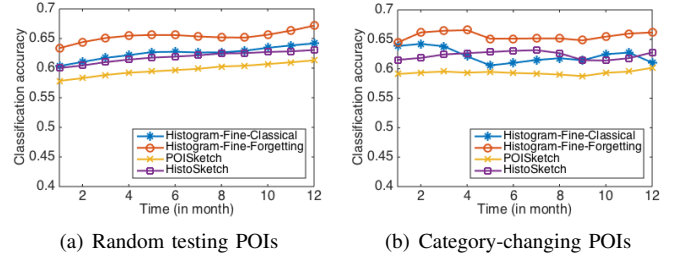 0.7
0.65
0.6
0.55
0.5
0.45
0.4
Classification accuracy
Histogram-Fine-Classical
Histogram-Fine-Forgetting
POISketch
HistoSketch
2 4 6 8 10 12
Time (in month)
(a) Random testing POIs
0.7
0.65
0.6
0.55
0.5
0.45
0.4
Classification accuracy
Histogram-Fine-Classical
Histogram-Fine-Forgetting
POISketch
HistoSketch
2 4 6 8 10 12
Time (in month)
(b) Category-changing POIs